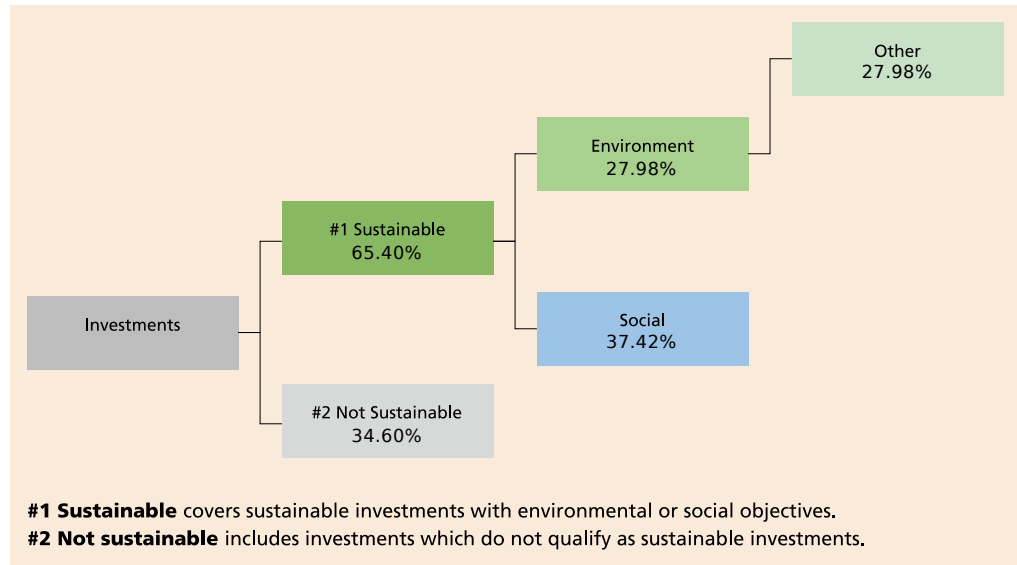 Other
27.98%
Environment
27.98%
#1 Sustainable
65.40%
Investments
Social
37.42%
#2 Not Sustainable
34.60%
#1 Sustainable covers sustainable investments with environmental or social objectives.
#2 Not sustainable includes investments which do not qualify as sustainable investments.